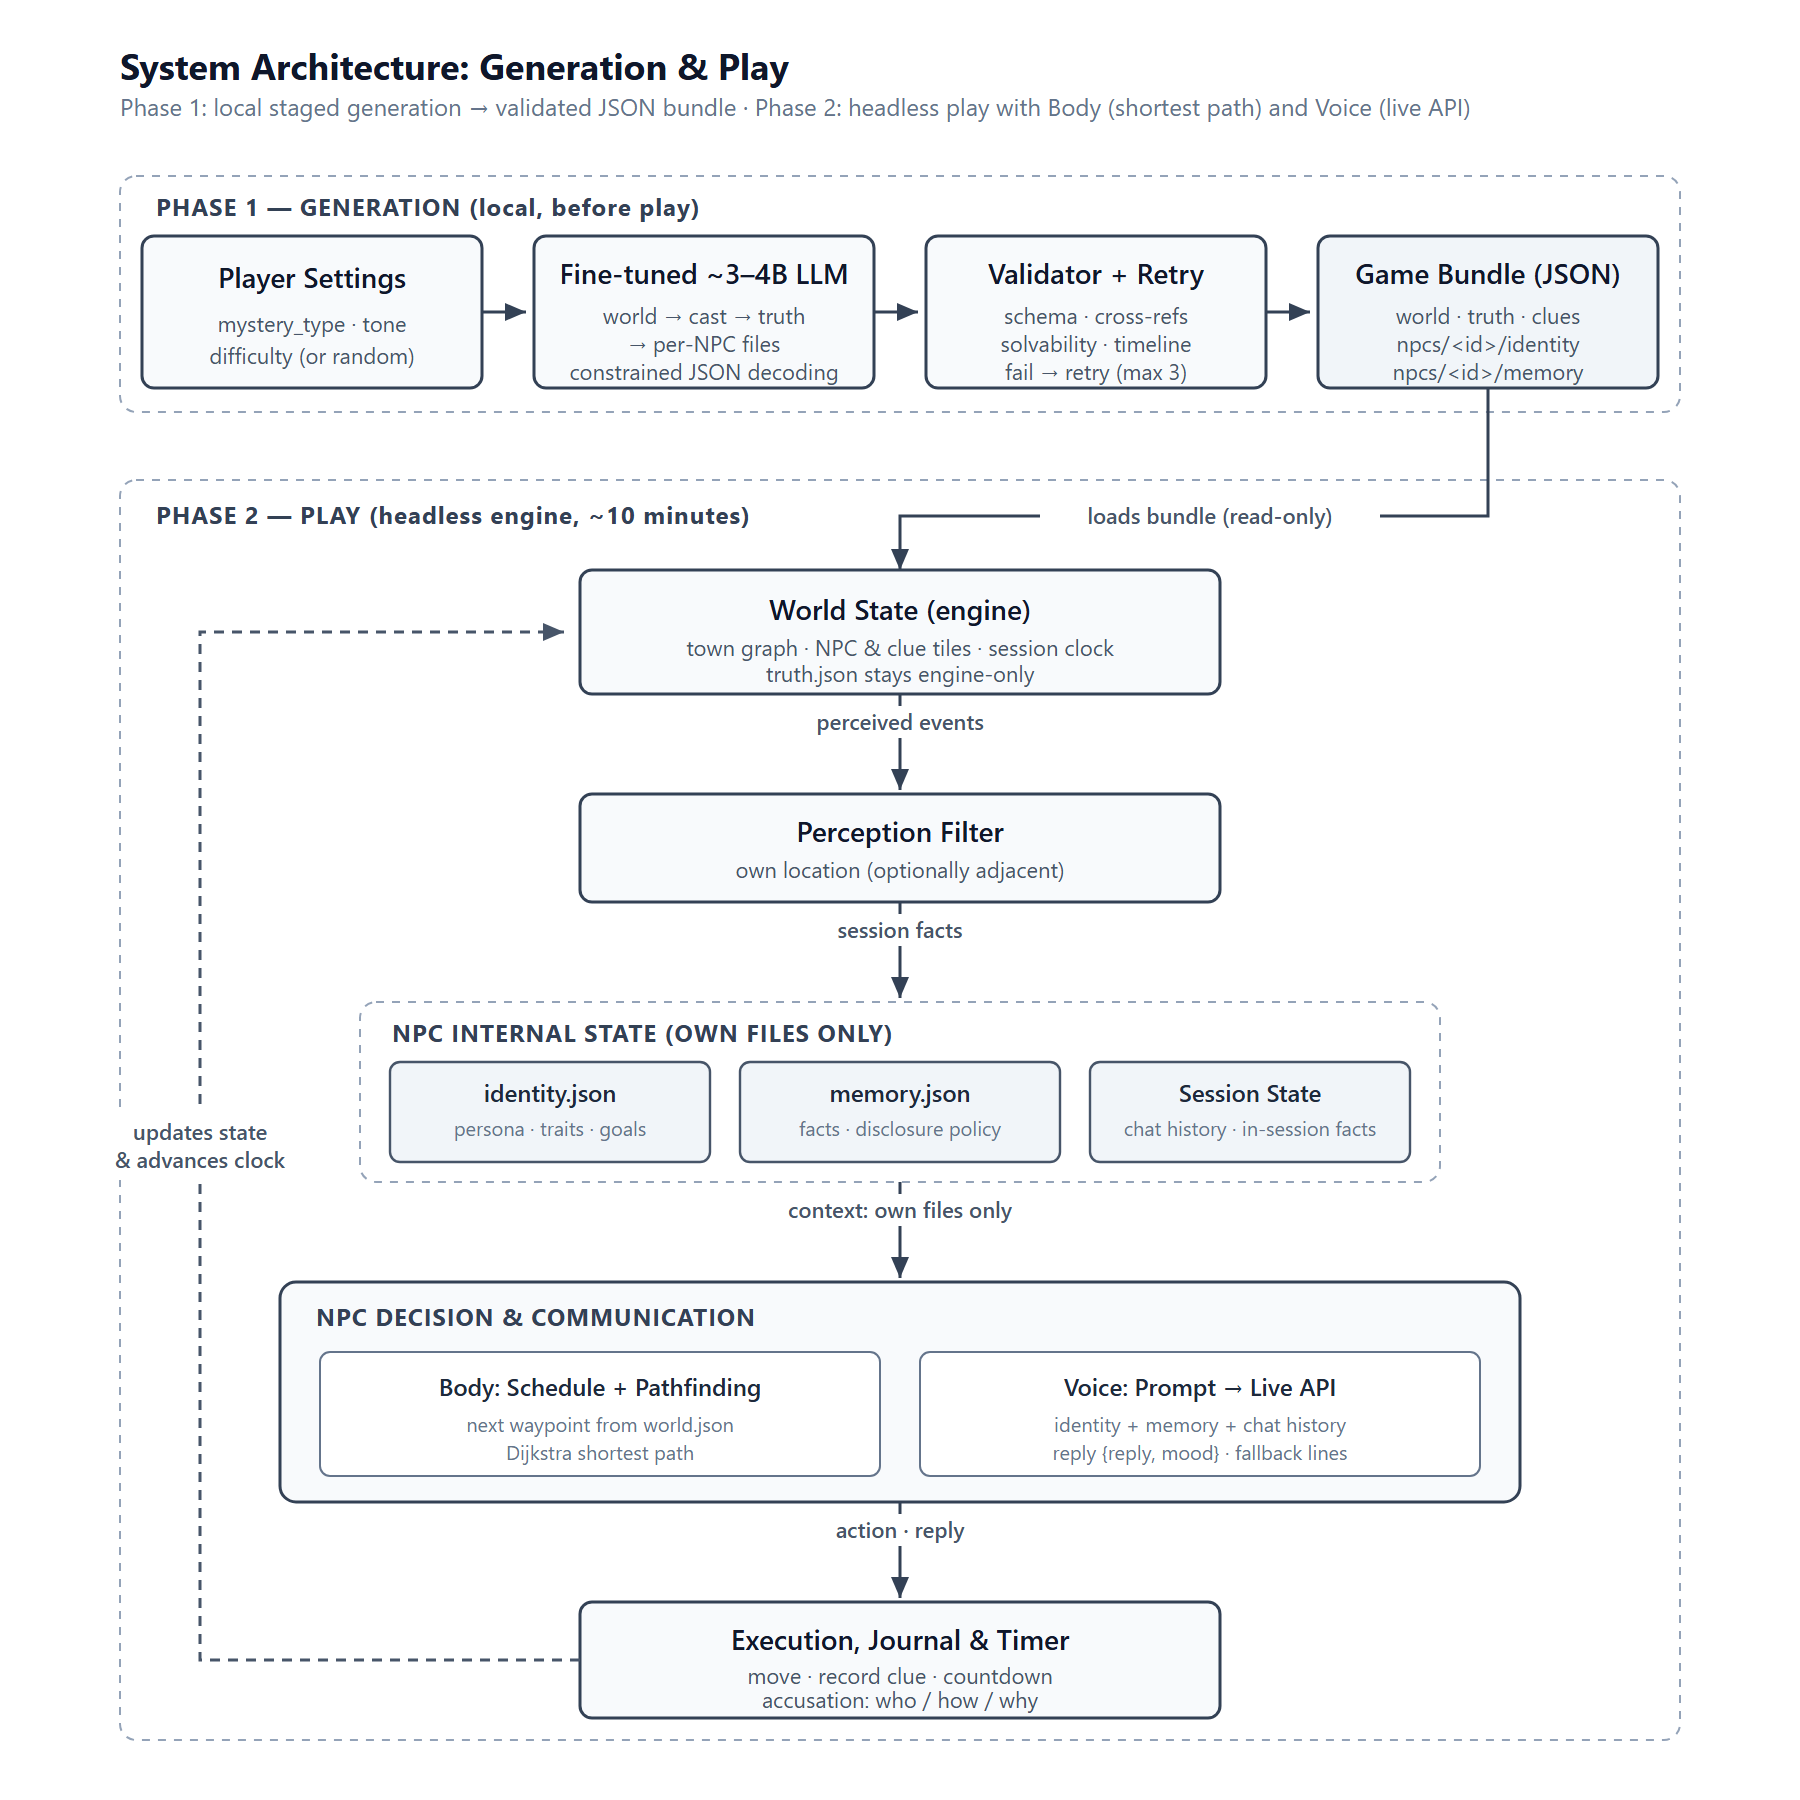 System Architecture: Generation & Play
Phase 1: local staged generation → validated JSON bundle · Phase 2: headless play with Body (shortest path) and Voice (live API)
PHASE 1 — GENERATION (local, before play)
Player Settings
mystery_type · tone
difficulty (or random)
Fine-tuned ~3–4B LLM
world → cast → truth
→ per-NPC files
constrained JSON decoding
Validator + Retry
schema · cross-refs
solvability · timeline
fail → retry (max 3)
Game Bundle (JSON)
world · truth · clues
npcs/<id>/identity
npcs/<id>/memory
PHASE 2 — PLAY (headless engine, ~10 minutes)
loads bundle (read-only)
World State (engine)
town graph · NPC & clue tiles · session clock
truth.json stays engine-only
perceived events
Perception Filter
own location (optionally adjacent)
session facts
NPC INTERNAL STATE (OWN FILES ONLY)
identity.json
persona · traits · goals
memory.json
facts · disclosure policy
Session State
chat history · in-session facts
updates state
& advances clock
context: own files only
NPC DECISION & COMMUNICATION
Body: Schedule + Pathfinding
next waypoint from world.json
Dijkstra shortest path
Voice: Prompt → Live API
identity + memory + chat history
reply {reply, mood} · fallback lines
action · reply
Execution, Journal & Timer
move · record clue · countdown
accusation: who / how / why